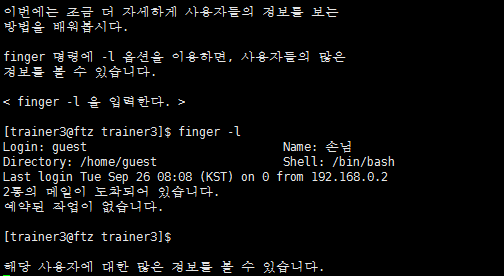 이번에는 조금 더 자세하게 사용자들의 정보를 보는
방법을 배워봅시다.
finger 명령에 -l 옵션을 이용하면, 사용자들의 많은
정보를 볼 수 있습니다.
< finger -l 을 입력한다. >
[trainer3@ftz trainer3]$ finger -l
Login: guest Name: 손님
Directory: /home/guest Shell: /bin/bash
Last login Tue Sep 26 08:08 (KST) on 0 from 192.168.0.2
2통의 메일이 도착되어 있습니다.
예약된 작업이 없습니다.
[trainer3@ftz trainer3]$
해당 사용자에 대한 많은 정보를 볼 수 있습니다.